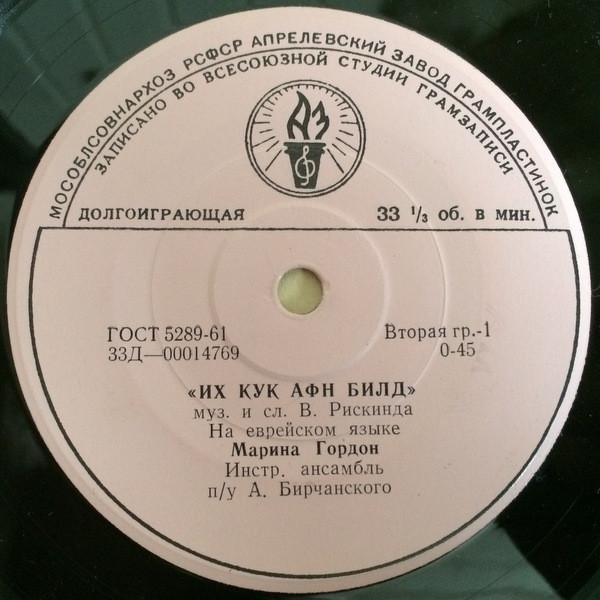 МОСОБЛСОВНАРХОЗ РСФСР АПРЕЛЕВСКИЙ ЗАВОД ГРАМПЛАСТИНОК
ЗАПИСАНО ВО ВСЕСОЮЗНОЙ СТУДИИ ГРАМЗАПИСИ
АЗ
ДОЛГОИГРАЮЩАЯ 33 ⅓ об. в мин.
ГОСТ 5289-61 Вторая гр.-1
33Д—00014769 0-45
«ИХ КУК АФН БИЛД»
муз. и сл. В. Рискинда
На еврейском языке
Марина Гордон
Инстр. ансамбль
п/у А. Бирчанского